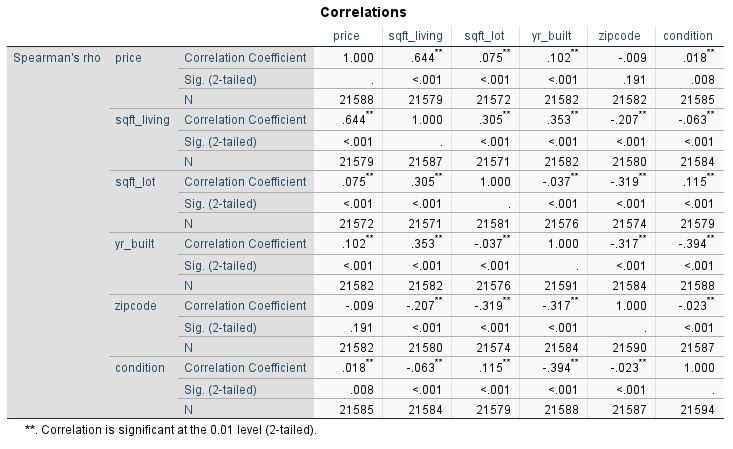 Correlations
price sqft_living sqft_lot yr_built zipcode condition
Spearman's rho price Correlation Coefficient 1.000 .644** .075** .102** -.009 .018**
Sig. (2-tailed) . <.001 <.001 <.001 .191 .008
N 21588 21579 21572 21582 21582 21585
sqft_living Correlation Coefficient .644** 1.000 .305** .353** -.207** -.063**
Sig. (2-tailed) <.001 . <.001 <.001 <.001 <.001
N 21579 21587 21571 21582 21580 21584
sqft_lot Correlation Coefficient .075** .305** 1.000 -.037** -.319** .115**
Sig. (2-tailed) <.001 <.001 . <.001 <.001 <.001
N 21572 21571 21581 21576 21574 21579
yr_built Correlation Coefficient .102** .353** -.037** 1.000 -.317** -.394**
Sig. (2-tailed) <.001 <.001 <.001 . <.001 <.001
N 21582 21582 21576 21591 21584 21588
zipcode Correlation Coefficient -.009 -.207** -.319** -.317** 1.000 -.023**
Sig. (2-tailed) .191 <.001 <.001 <.001 . <.001
N 21582 21580 21574 21584 21590 21587
condition Correlation Coefficient .018** -.063** .115** -.394** -.023** 1.000
Sig. (2-tailed) .008 <.001 <.001 <.001 <.001 .
N 21585 21584 21579 21588 21587 21594
**. Correlation is significant at the 0.01 level (2-tailed).